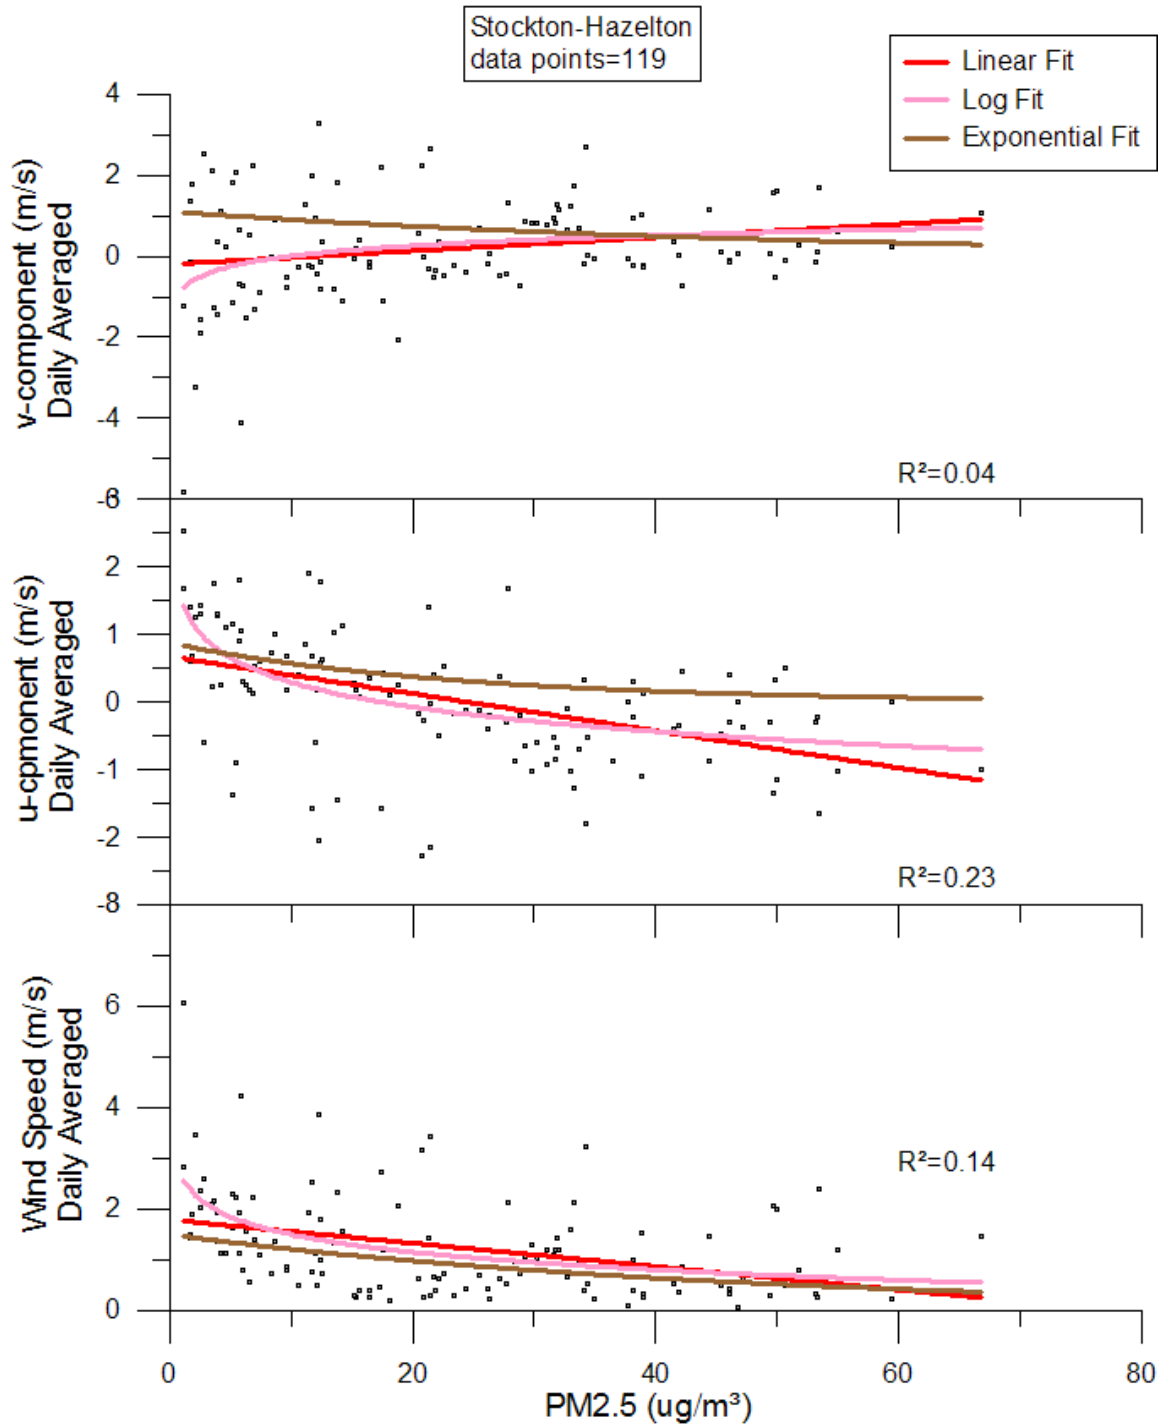 Stockton-Hazelton
data points=119
Linear Fit
Log Fit
Exponential Fit
4
2
0
-2
-4
v-component (m/s)
Daily Averaged
R²=0.04
-6
2
1
0
-1
-2
u-cpmonent (m/s)
Daily Averaged
R²=0.23
-8
6
4
2
0
Wind Speed (m/s)
Daily Averaged
R²=0.14
0 20 40 60 80
PM2.5 (ug/m³)